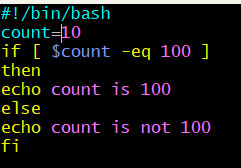 #!/bin/bash
count=10
if [ $count -eq 100 ]
then
echo count is 100
else
echo count is not 100
fi